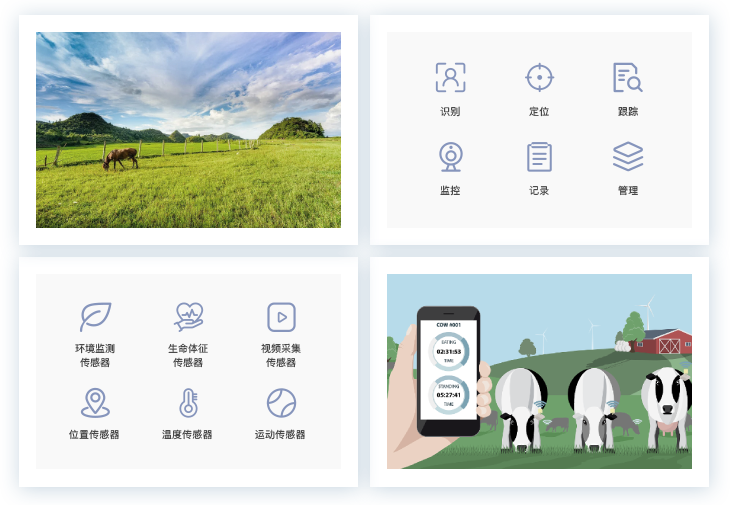 识别
定位
跟踪
监控
记录
管理
环境监测
传感器
生命体征
传感器
视频采集
传感器
位置传感器
温度传感器
运动传感器
COW #001
EATING
02:31:53
TIME
STANDING
05:27:41
TIME